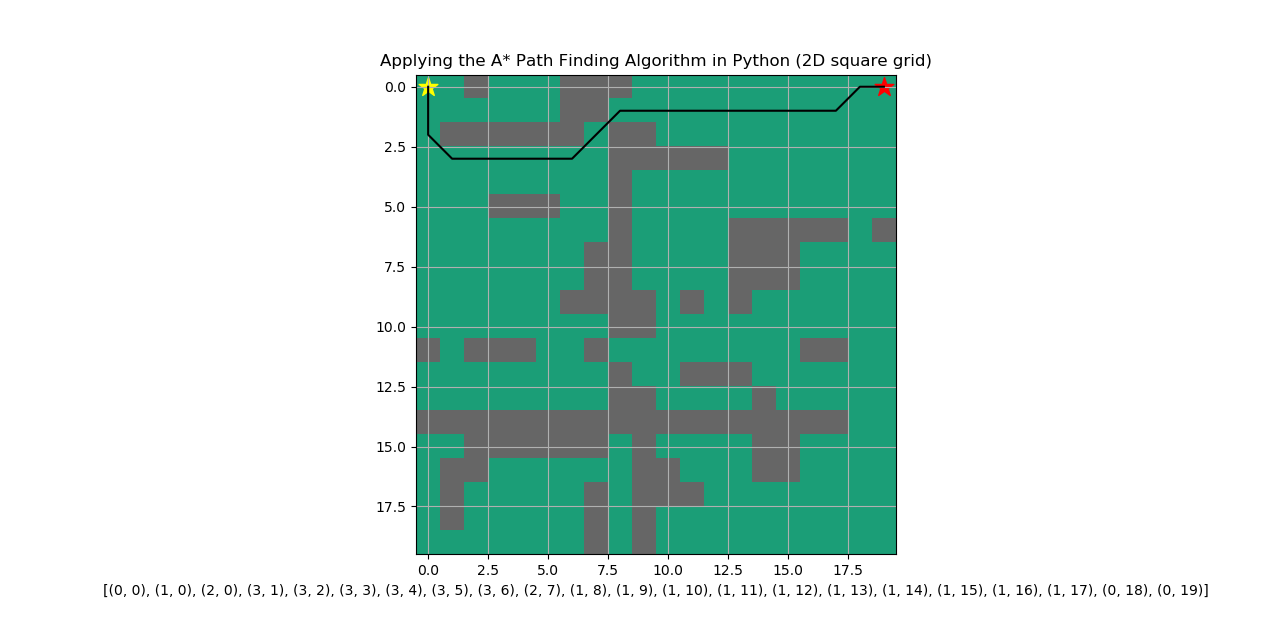 Applying the A* Path Finding Algorithm in Python (2D square grid)
0.0
2.5
5.0
7.5
10.0
12.5
15.0
17.5
0.0 2.5 5.0 7.5 10.0 12.5 15.0 17.5
[(0, 0), (1, 0), (2, 0), (3, 1), (3, 2), (3, 3), (3, 4), (3, 5), (3, 6), (2, 7), (1, 8), (1, 9), (1, 10), (1, 11), (1, 12), (1, 13), (1, 14), (1, 15), (1, 16), (1, 17), (0, 18), (0, 19)]